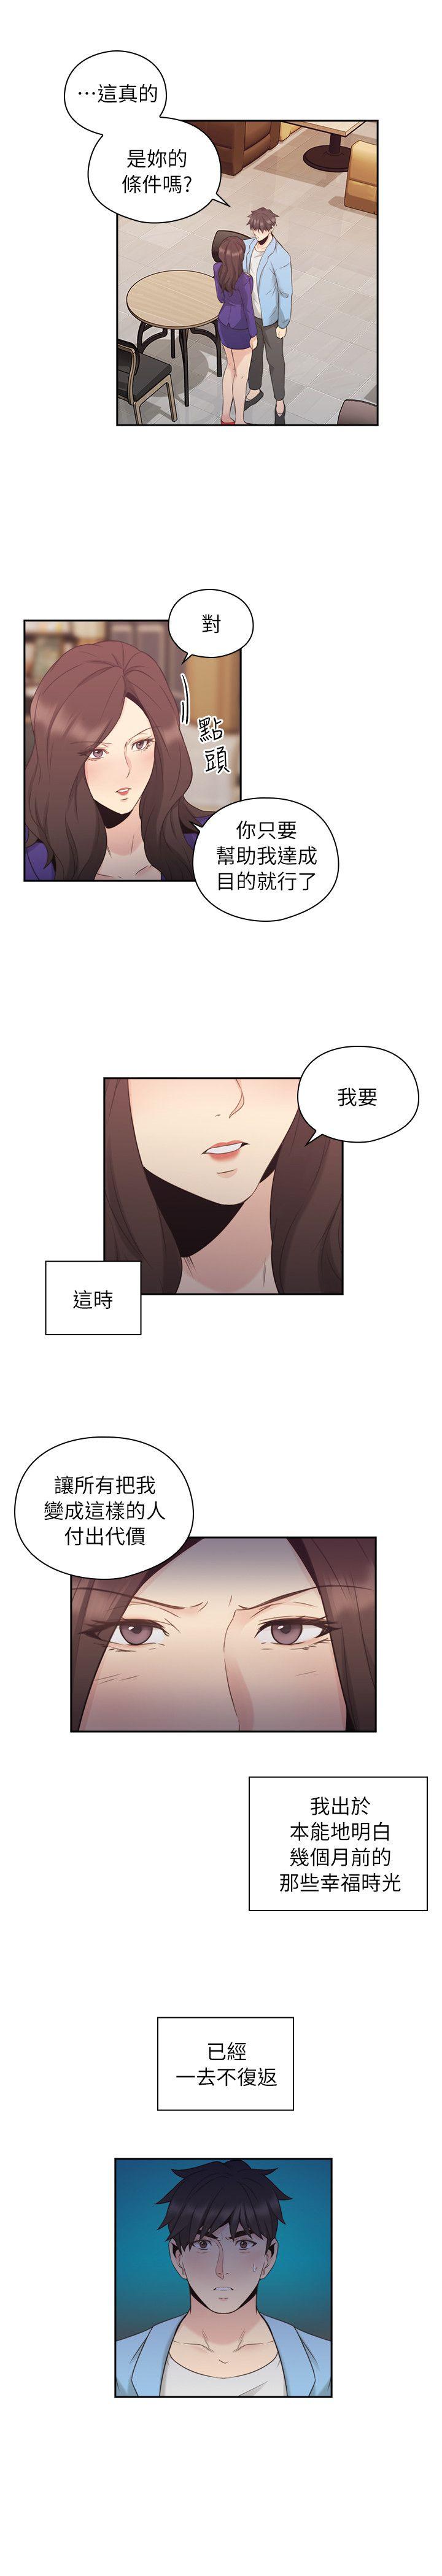 …這真的
是妳的
條件嗎?
對
點
頭
你只要
幫助我達成
目的就行了
我要
這時
讓所有把我
變成這樣的人
付出代價
我出於
本能地明白
幾個月前的
那些幸福時光
已經
一去不復返